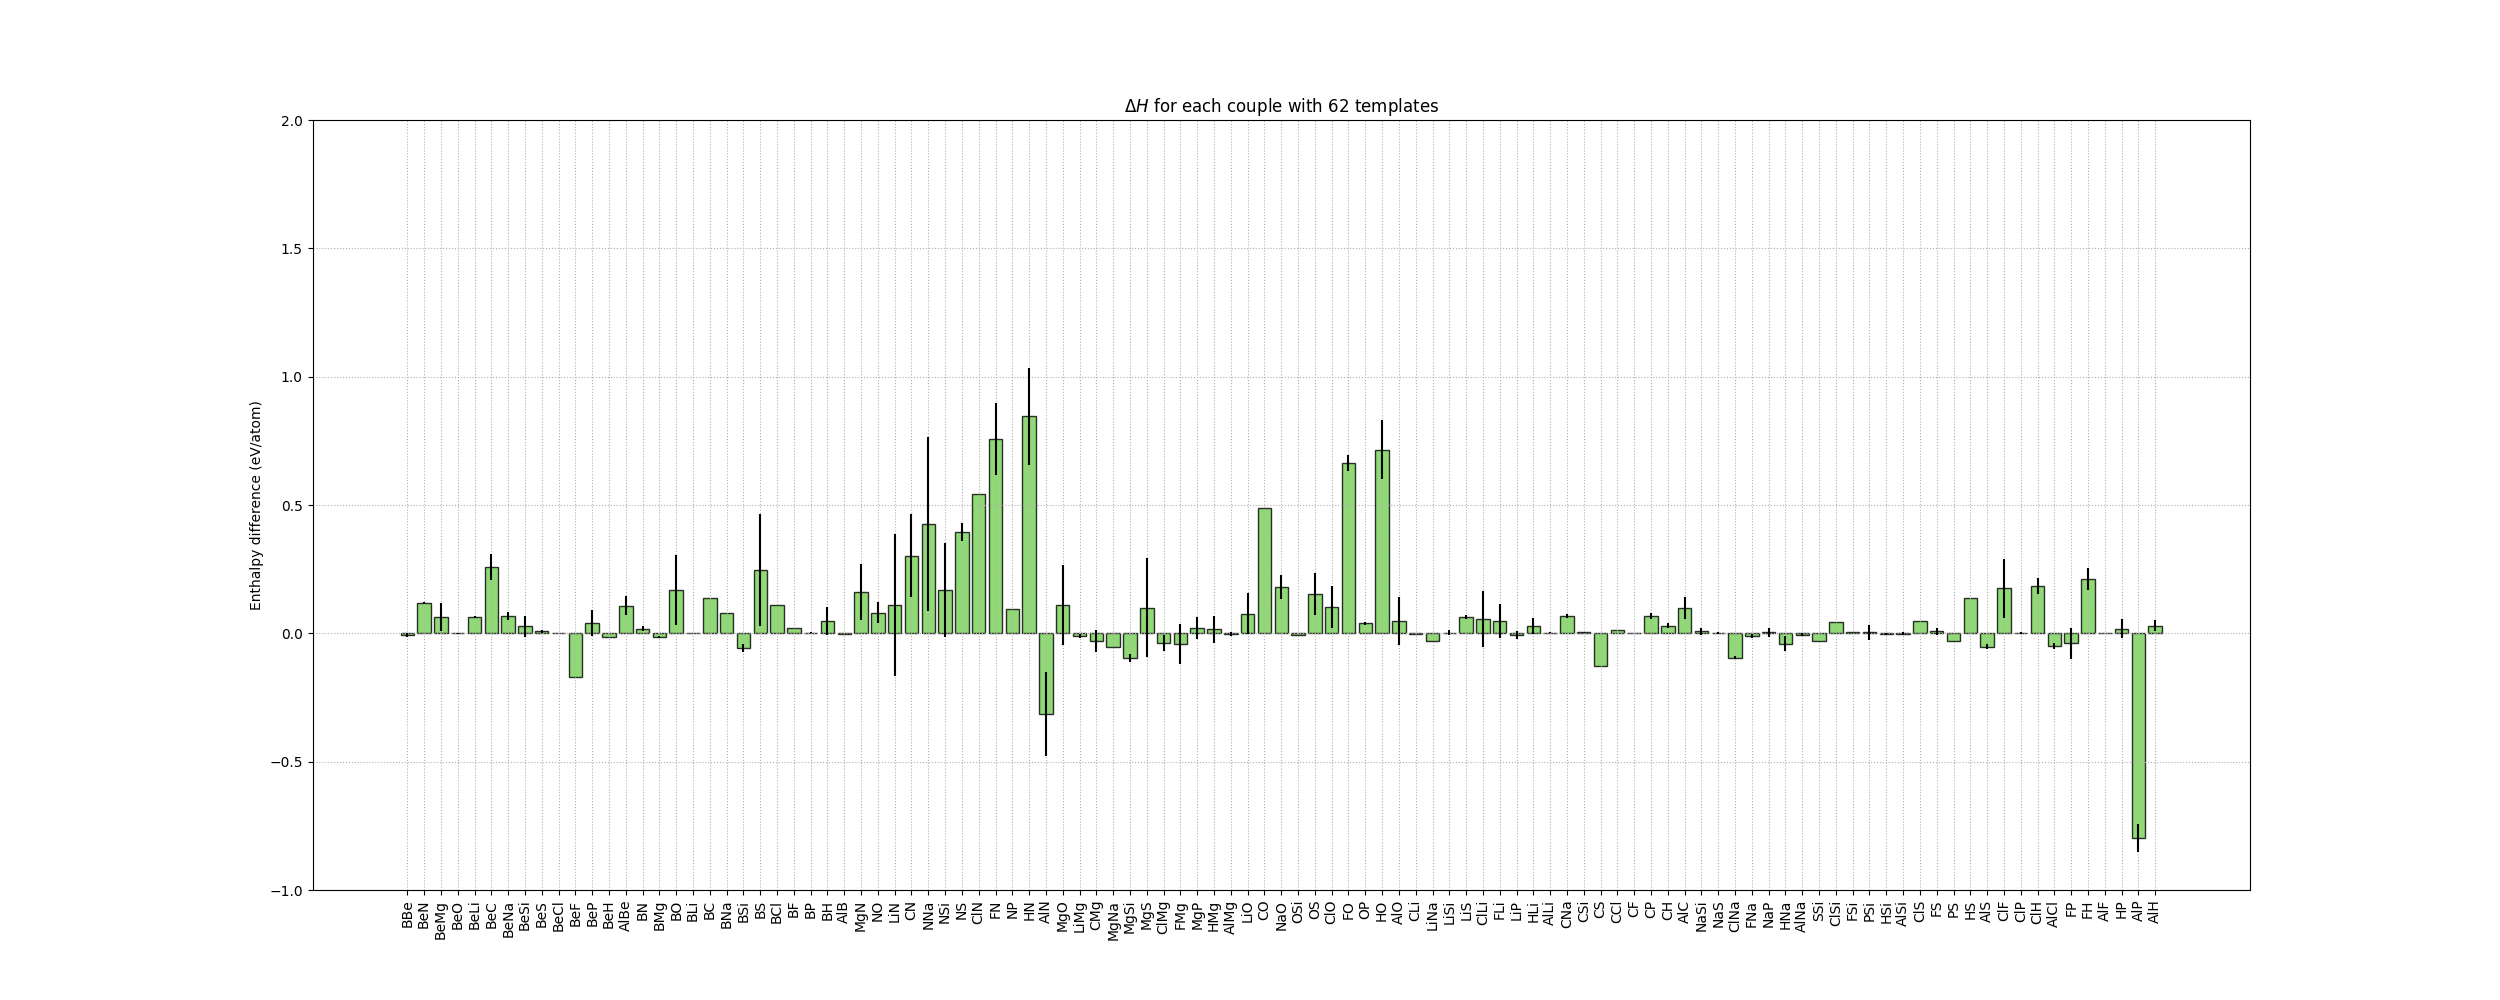 ΔH for each couple with 62 templates
2.0
1.5
1.0
0.5
0.0
−0.5
−1.0
Enthalpy difference (eV/atom)
BBe
BeN
BeMg
BeO
BeLi
BeC
BeNa
BeSi
BeS
BeCl
BeF
BeP
BeH
AlBe
BN
BMg
BO
BLi
BC
BNa
BSi
BS
BCl
BF
BP
BH
AlB
MgN
NO
LiN
CN
NNa
NSi
NS
ClN
FN
NP
HN
AlN
MgO
LiMg
CMg
MgNa
MgSi
MgS
ClMg
FMg
MgP
HMg
AlMg
LiO
CO
NaO
OSi
OS
ClO
FO
OP
HO
AlO
CLi
LiNa
LiSi
LiS
ClLi
FLi
LiP
HLi
AlLi
CNa
CSi
CS
CCl
CF
CP
CH
AlC
NaSi
NaS
ClNa
FNa
NaP
HNa
AlNa
SSi
ClSi
FSi
PSi
HSi
AlSi
ClS
FS
PS
HS
AlS
ClF
ClP
ClH
AlCl
FP
FH
AlF
HP
AlP
AlH